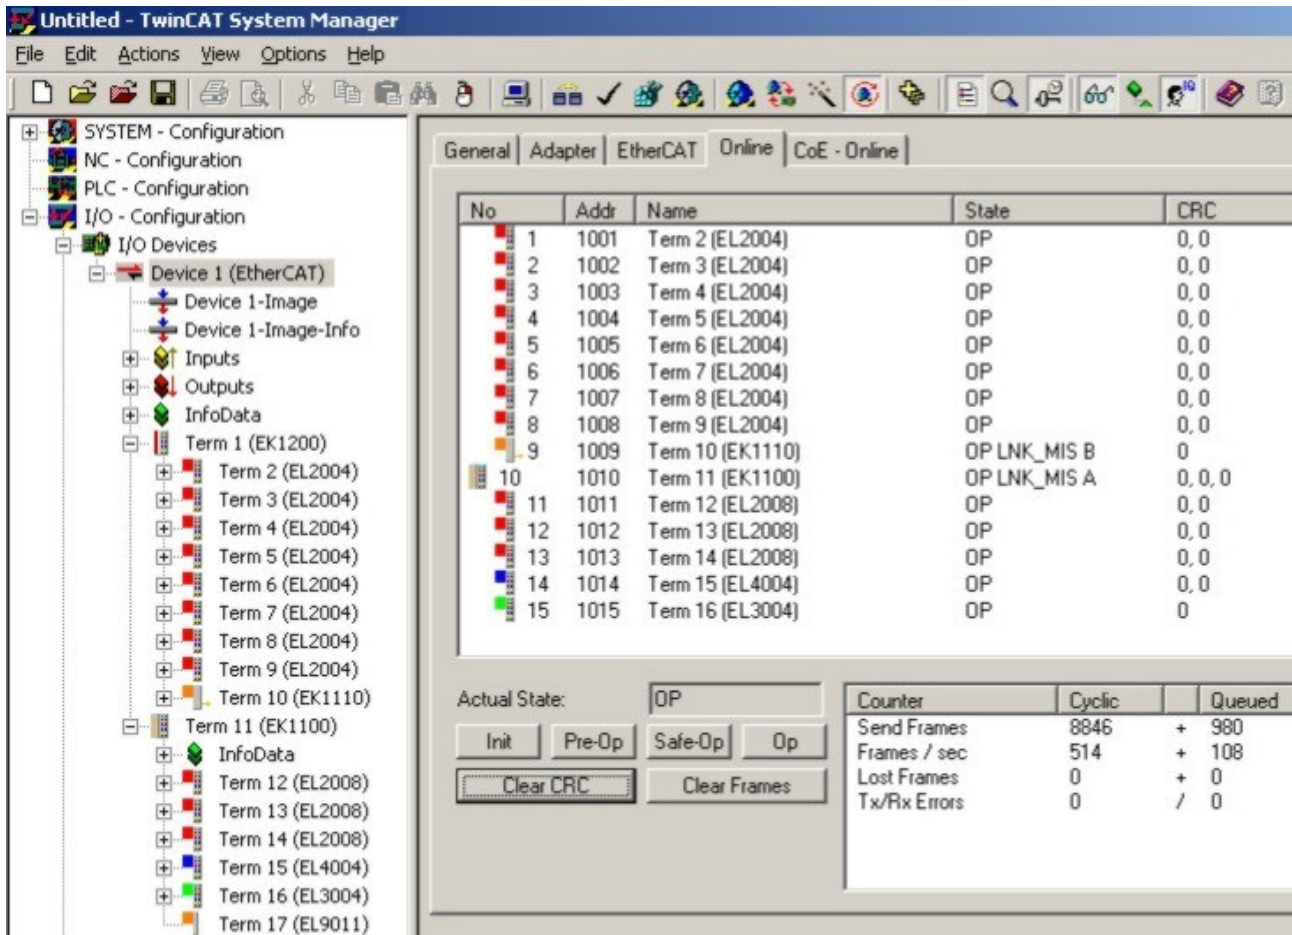 Untitled - TwinCAT System Manager
File Edit Actions View Options Help
SYSTEM - Configuration
NC - Configuration
PLC - Configuration
I/O - Configuration
I/O Devices
Device 1 (EtherCAT)
Device 1-Image
Device 1-Image-Info
Inputs
Outputs
InfoData
Term 1 (EK1200)
Term 2 (EL2004)
Term 3 (EL2004)
Term 4 (EL2004)
Term 5 (EL2004)
Term 6 (EL2004)
Term 7 (EL2004)
Term 8 (EL2004)
Term 9 (EL2004)
Term 10 (EK1110)
Term 11 (EK1100)
InfoData
Term 12 (EL2008)
Term 13 (EL2008)
Term 14 (EL2008)
Term 15 (EL4004)
Term 16 (EL3004)
Term 17 (EL9011)
General Adapter EtherCAT Online CoE - Online
No Addr Name State CRC
1 1001 Term 2 (EL2004) OP 0, 0
2 1002 Term 3 (EL2004) OP 0, 0
3 1003 Term 4 (EL2004) OP 0, 0
4 1004 Term 5 (EL2004) OP 0, 0
5 1005 Term 6 (EL2004) OP 0, 0
6 1006 Term 7 (EL2004) OP 0, 0
7 1007 Term 8 (EL2004) OP 0, 0
8 1008 Term 9 (EL2004) OP 0, 0
9 1009 Term 10 (EK1110) OP LNK_MIS B 0
10 1010 Term 11 (EK1100) OP LNK_MIS A 0, 0, 0
11 1011 Term 12 (EL2008) OP 0, 0
12 1012 Term 13 (EL2008) OP 0, 0
13 1013 Term 14 (EL2008) OP 0, 0
14 1014 Term 15 (EL4004) OP 0, 0
15 1015 Term 16 (EL3004) OP 0
Actual State: OP
Init Pre-Op Safe-Op Op
Clear CRC Clear Frames
Counter Cyclic Queued
Send Frames 8846 + 980
Frames / sec 514 + 108
Lost Frames 0 + 0
Tx/Rx Errors 0 / 0